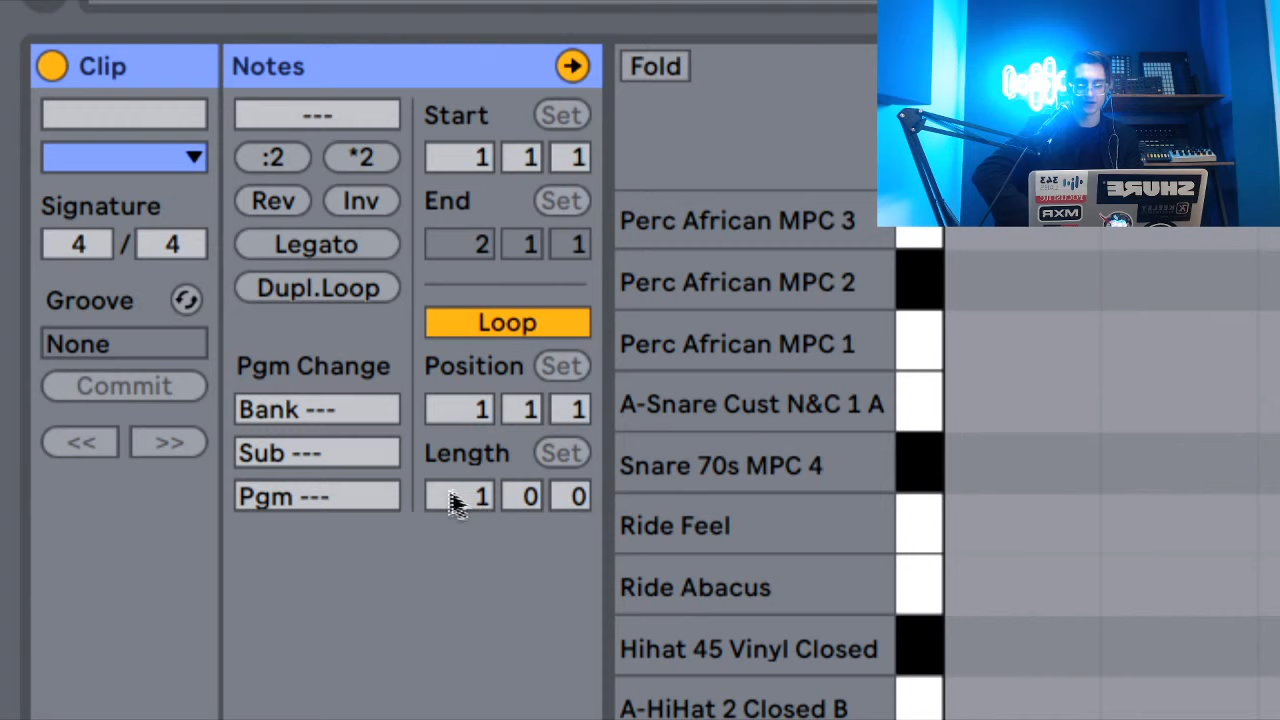 Clip
Signature
4 / 4
Groove
None
Commit
<< >>
Notes
---
:2 *2
Rev Inv
Legato
Dupl.Loop
Pgm Change
Bank ---
Sub ---
Pgm ---
Start Set
1 1 1
End Set
2 1 1
Loop
Position Set
1 1 1
Length Set
1 0 0
Fold
Perc African MPC 3
Perc African MPC 2
Perc African MPC 1
A-Snare Cust N&C 1 A
Snare 70s MPC 4
Ride Feel
Ride Abacus
Hihat 45 Vinyl Closed
A-HiHat 2 Closed B
SHURE
MXR
KEELEY